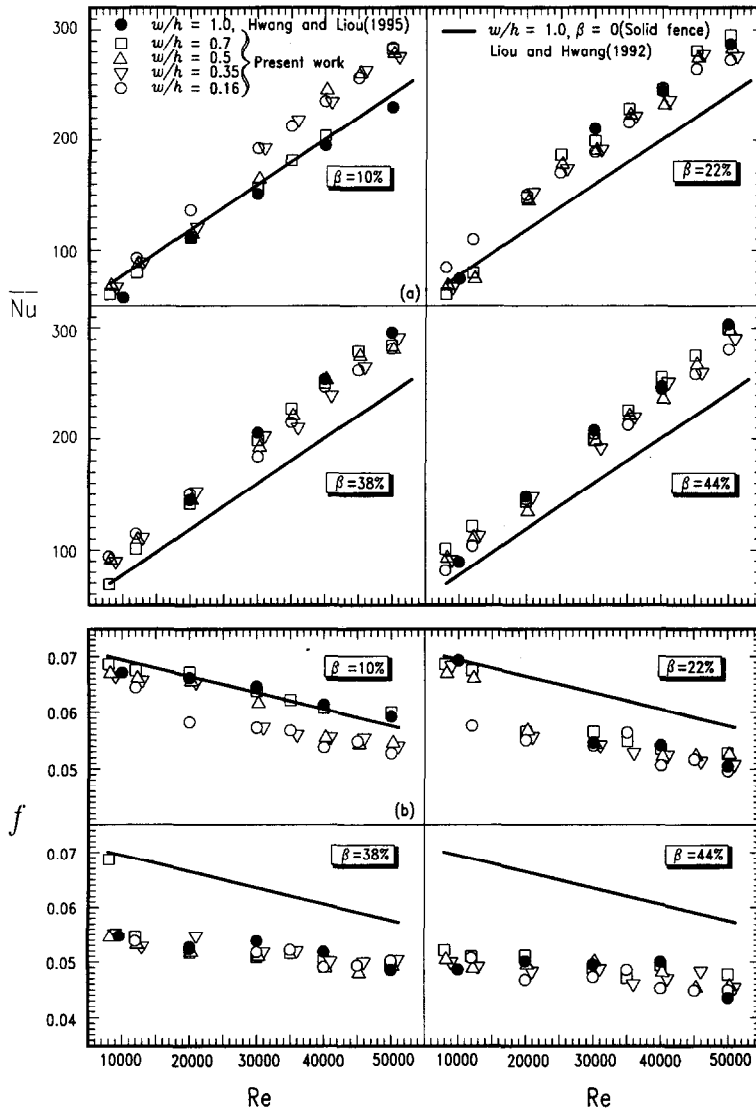 ● w/h = 1.0, Hwang and Liou(1995)
□ w/h = 0.7
△ w/h = 0.5
▽ w/h = 0.35
○ w/h = 0.16
Present work
w/h = 1.0, β = 0(Solid fence)
Liou and Hwang(1992)
300
200
100
β = 10%
β = 22%
(a)
N̅u̅
300
200
100
β = 38%
β = 44%
0.07
0.06
0.05
β = 10%
β = 22%
(b)
f
0.07
0.06
0.05
0.04
β = 38%
β = 44%
10000 20000 30000 40000 50000 10000 20000 30000 40000 50000
Re Re